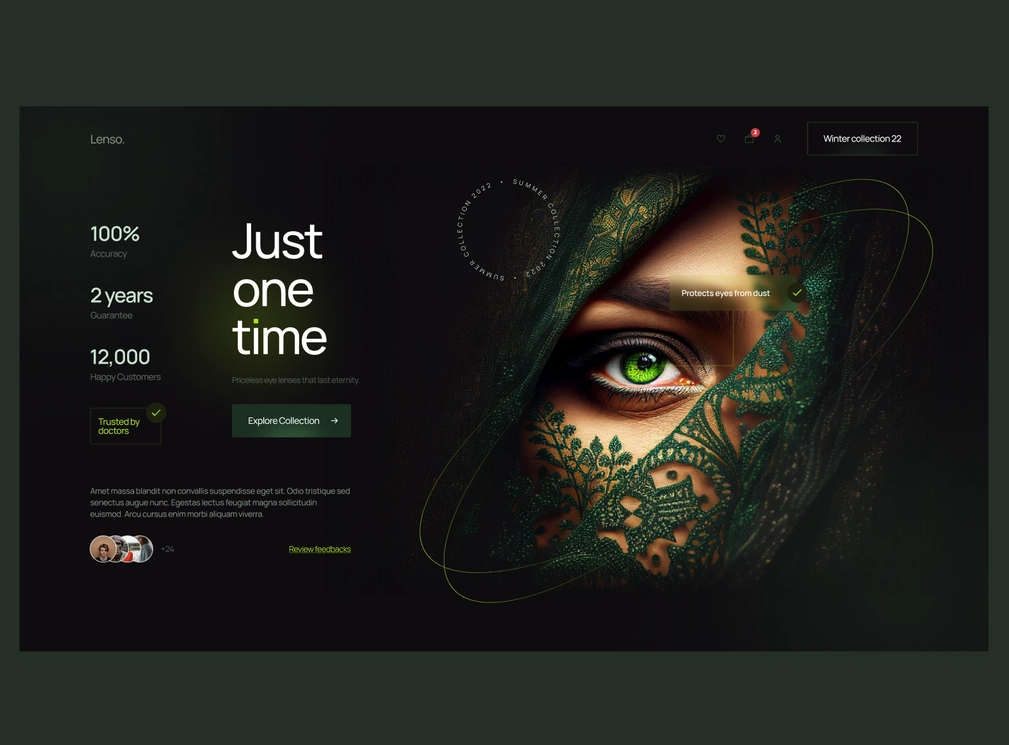 Lenso.
2
Winter collection 22
SUMMER COLLECTION 2022 • SUMMER COLLECTION 2022 •
100%
Accuracy
2 years
Guarantee
12,000
Happy Customers
Trusted by
doctors
Just
one
time
Priceless eye lenses that last eternity.
Explore Collection →
Protects eyes from dust
Amet massa blandit non convallis suspendisse eget sit. Odio tristique sed
senectus augue nunc. Egestas lectus feugiat magna sollicitudin
euismod. Arcu cursus enim morbi aliquam viverra.
+24
Review feedbacks